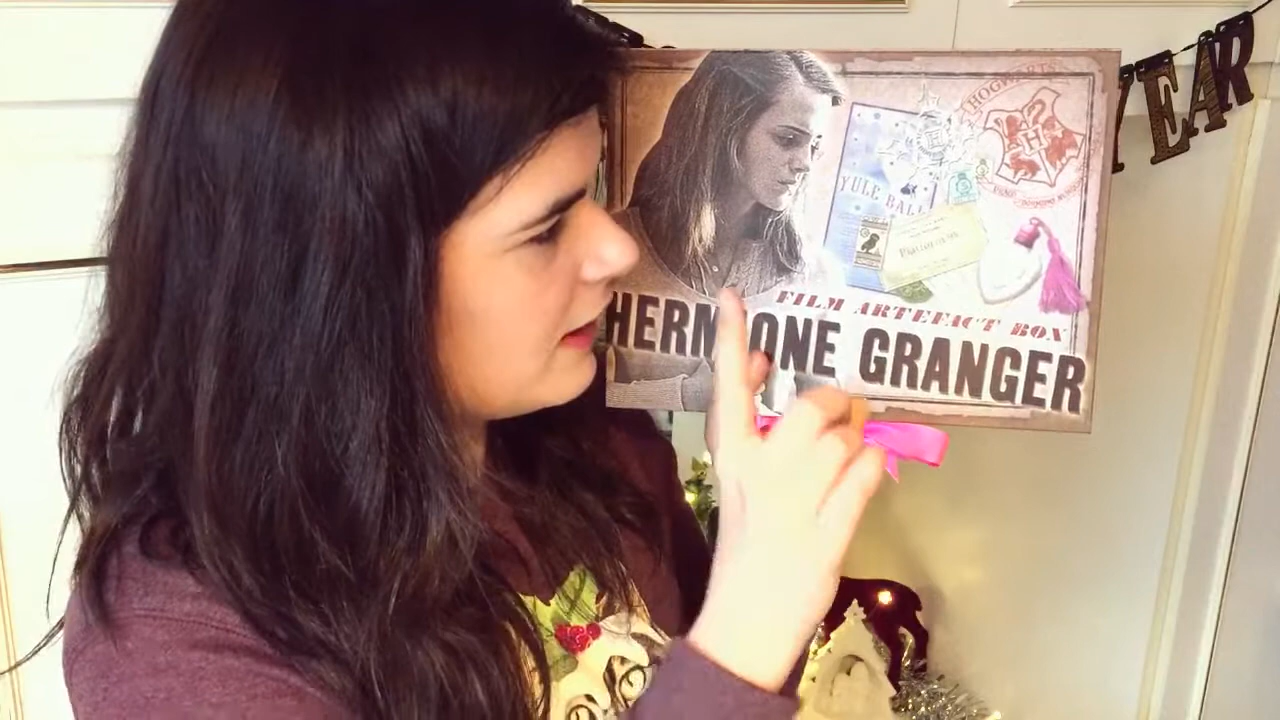 HOGWARTS
YEAR
YULE BALL
FILM ARTEFACT BOX
HERMIONE GRANGER